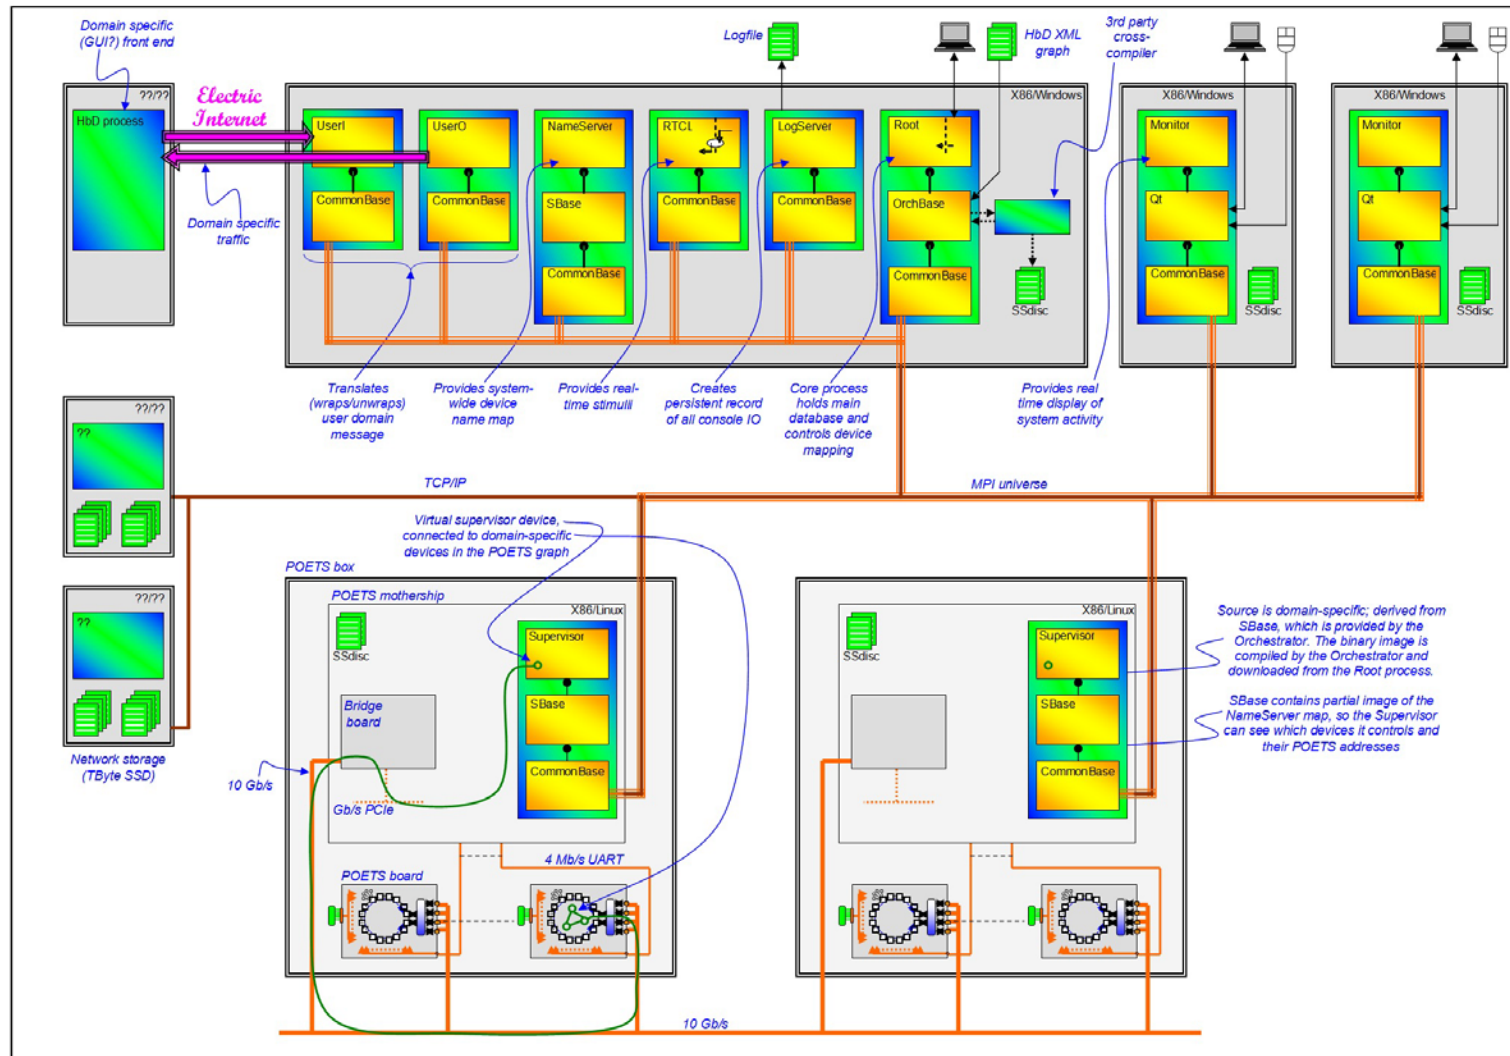 Domain specific
(GUI?) front end
Logfile
HbD XML
graph
3rd party
cross-
compiler
??/??
HbD process
Electric
Internet
Domain specific
traffic
X86/Windows
UserI
CommonBase
UserO
CommonBase
NameServer
SBase
CommonBase
RTCL
CommonBase
LogServer
CommonBase
Root
OrchBase
CommonBase
SSdisc
X86/Windows
Monitor
Qt
CommonBase
SSdisc
X86/Windows
Monitor
Qt
CommonBase
SSdisc
Translates
(wraps/unwraps)
user domain
message
Provides system-
wide device
name map
Provides real-
time stimulii
Creates
persistent record
of all console IO
Core process
holds main
database and
controls device
mapping
Provides real
time display of
system activity
??/??
??
TCP/IP
MPI universe
??/??
??
Network storage
(TByte SSD)
Virtual supervisor device,
connected to domain-specific
devices in the POETS graph
POETS box
POETS mothership
X86/Linux
SSdisc
Supervisor
SBase
CommonBase
Bridge
board
10 Gb/s
Gb/s PCIe
4 Mb/s UART
POETS board
X86/Linux
SSdisc
Supervisor
SBase
CommonBase
Source is domain-specific; derived from
SBase, which is provided by the
Orchestrator. The binary image is
compiled by the Orchestrator and
downloaded from the Root process.
SBase contains partial image of the
NameServer map, so the Supervisor
can see which devices it controls and
their POETS addresses
10 Gb/s